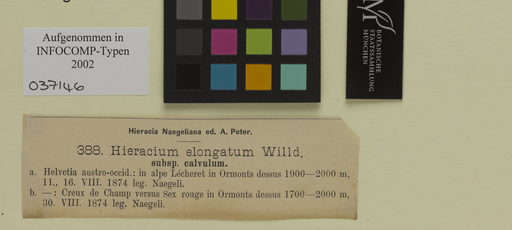 Aufgenommen in
INFOCOMP-Typen
2002
037146
BOTANISCHE
STAATSSAMMLUNG
MÜNCHEN
Hieracia Naegeliana ed. A. Peter.
388. Hieracium elongatum Willd.
subsp. calvulum.
a. Helvetia austro-occid.: in alpe Lécheret in Ormonts dessus 1900—2000 m,
11., 16. VIII. 1874 leg. Naegeli.
b. —: Creux de Champ versus Sex rouge in Ormonts dessus 1700—2000 m,
30. VIII. 1874 leg. Naegeli.